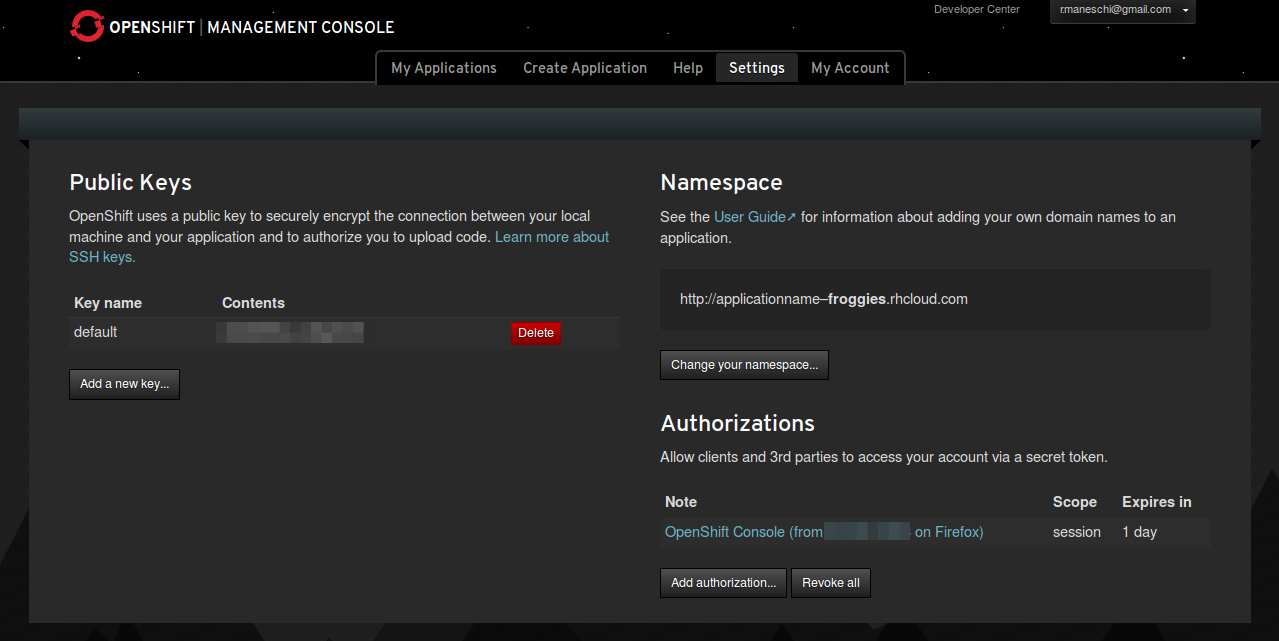 OPENSHIFT | MANAGEMENT CONSOLE
Developer Center
rmaneschi@gmail.com
My Applications
Create Application
Help
Settings
My Account
Public Keys
OpenShift uses a public key to securely encrypt the connection between your local
machine and your application and to authorize you to upload code. Learn more about
SSH keys.
Key name Contents
default Delete
Add a new key...
Namespace
See the User Guide↗ for information about adding your own domain names to an
application.
http://applicationname–froggies.rhcloud.com
Change your namespace...
Authorizations
Allow clients and 3rd parties to access your account via a secret token.
Note Scope Expires in
OpenShift Console (from on Firefox) session 1 day
Add authorization... Revoke all